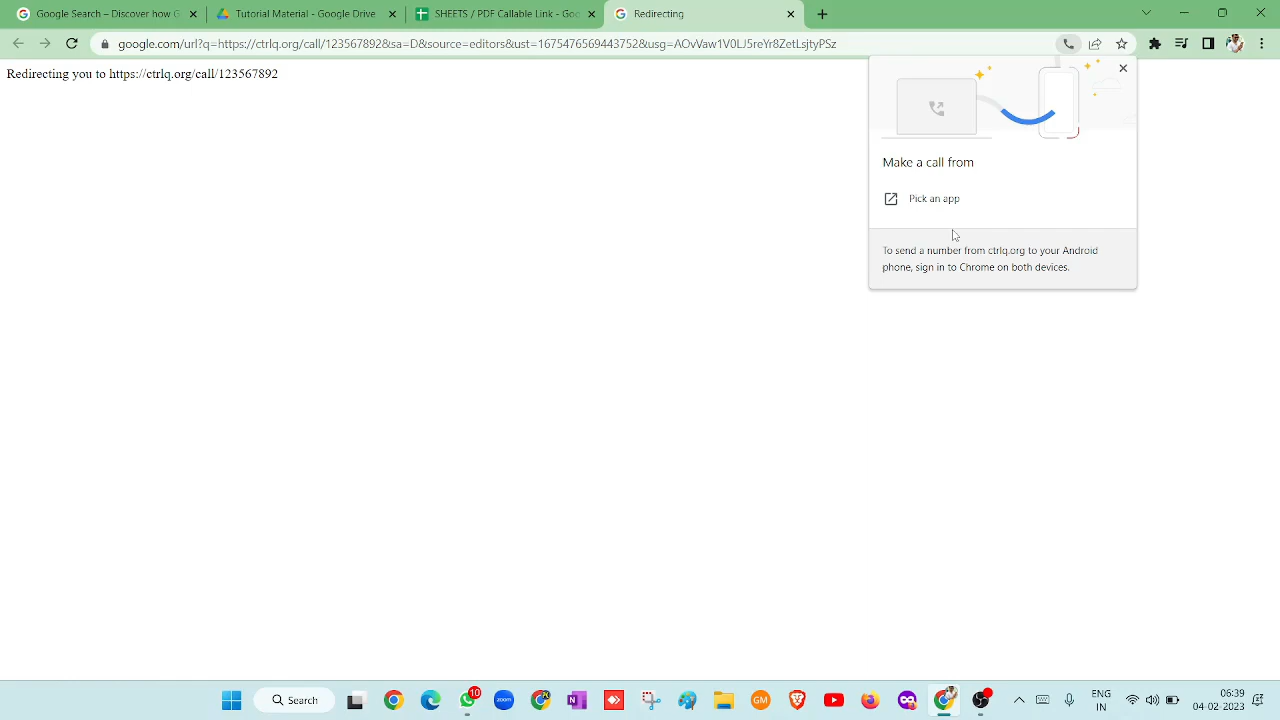 Google Search – Discover how G
Tutorial Material - Google Drive
SHEETS / PDF Callable Link - Goo
Redirecting
google.com/url?q=https://ctrlq.org/call/123567892&sa=D&source=editors&ust=1675476569443752&usg=AOvVaw1V0LJ5reYr8ZetLsjtyPSz
Redirecting you to https://ctrlq.org/call/123567892
Make a call from
Pick an app
To send a number from ctrlq.org to your Android
phone, sign in to Chrome on both devices.
Search
10
zoom
N
GM
ENG
IN
06:39
04-02-2023